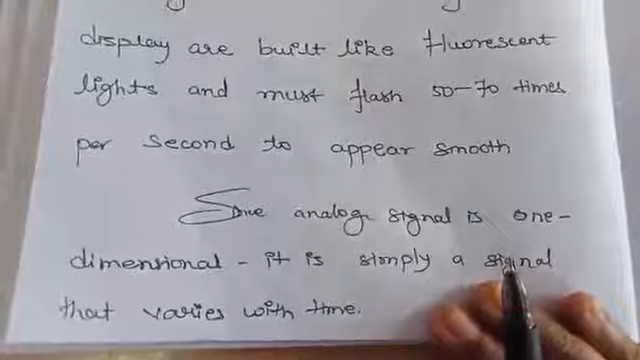 display are built like fluorescent
lights and must flash 50-70 times
per second to appear smooth
Sine analog signal is one-
dimensional - it is simply a signal
that varies with time.